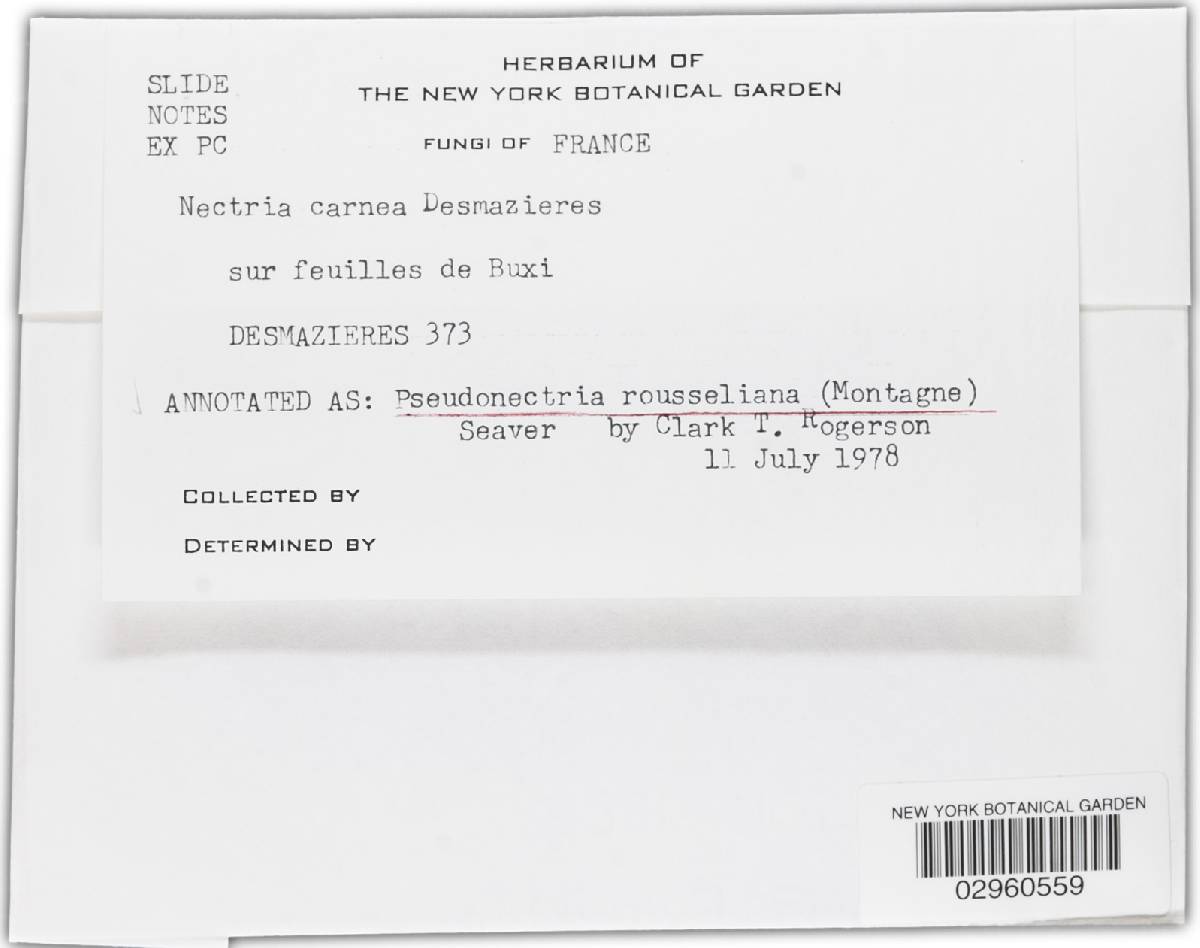 SLIDE
NOTES
EX PC
HERBARIUM OF
THE NEW YORK BOTANICAL GARDEN
FUNGI OF FRANCE
Nectria carnea Desmazieres
sur feuilles de Buxi
DESMAZIERES 373
ANNOTATED AS: Pseudonectria rousseliana (Montagne)
Seaver by Clark T. Rogerson
11 July 1978
COLLECTED BY
DETERMINED BY
NEW YORK BOTANICAL GARDEN
02960559